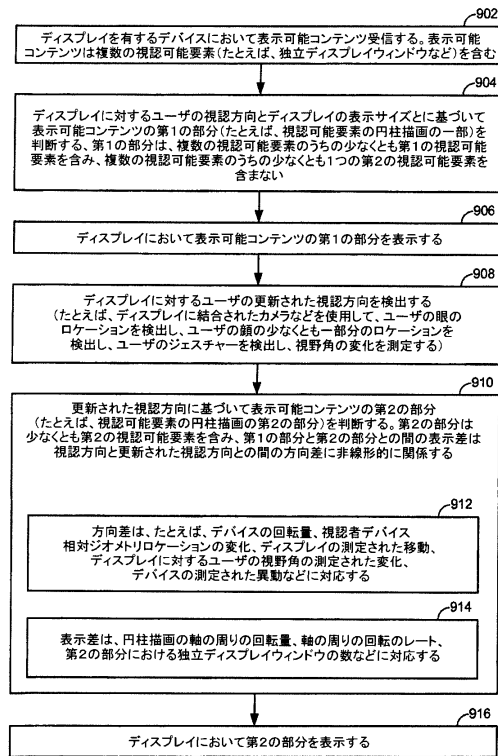 902
ディスプレイを有するデバイスにおいて表示可能コンテンツ受信する。表示可能
コンテンツは複数の視認可能要素(たとえば、独立ディスプレイウィンドウなど)を含む
904
ディスプレイに対するユーザの視認方向とディスプレイの表示サイズとに基づいて
表示可能コンテンツの第1の部分(たとえば、視認可能要素の円柱描画の一部)を
判断する、第1の部分は、複数の視認可能要素のうちの少なくとも第1の視認可能
要素を含み、複数の視認可能要素のうちの少なくとも1つの第2の視認可能要素を
含まない
906
ディスプレイにおいて表示可能コンテンツの第1の部分を表示する
908
ディスプレイに対するユーザの更新された視認方向を検出する
(たとえば、ディスプレイに結合されたカメラなどを使用して、ユーザの眼の
ロケーションを検出し、ユーザの顔の少なくとも一部分のロケーションを
検出し、ユーザのジェスチャーを検出し、視野角の変化を測定する)
910
更新された視認方向に基づいて表示可能コンテンツの第2の部分
(たとえば、視認可能要素の円柱描画の第2の部分)を判断する。第2の部分は
少なくとも第2の視認可能要素を含み、第1の部分と第2の部分との間の表示差は
視認方向と更新された視認方向との間の方向差に非線形的に関係する
912
方向差は、たとえば、デバイスの回転量、視認者デバイス
相対ジオメトリロケーションの変化、ディスプレイの測定された移動、
ディスプレイに対するユーザの視野角の測定された変化、
デバイスの測定された異動などに対応する
914
表示差は、円柱描画の軸の周りの回転量、軸の周りの回転のレート、
第2の部分における独立ディスプレイウィンドウの数などに対応する
916
ディスプレイにおいて第2の部分を表示する